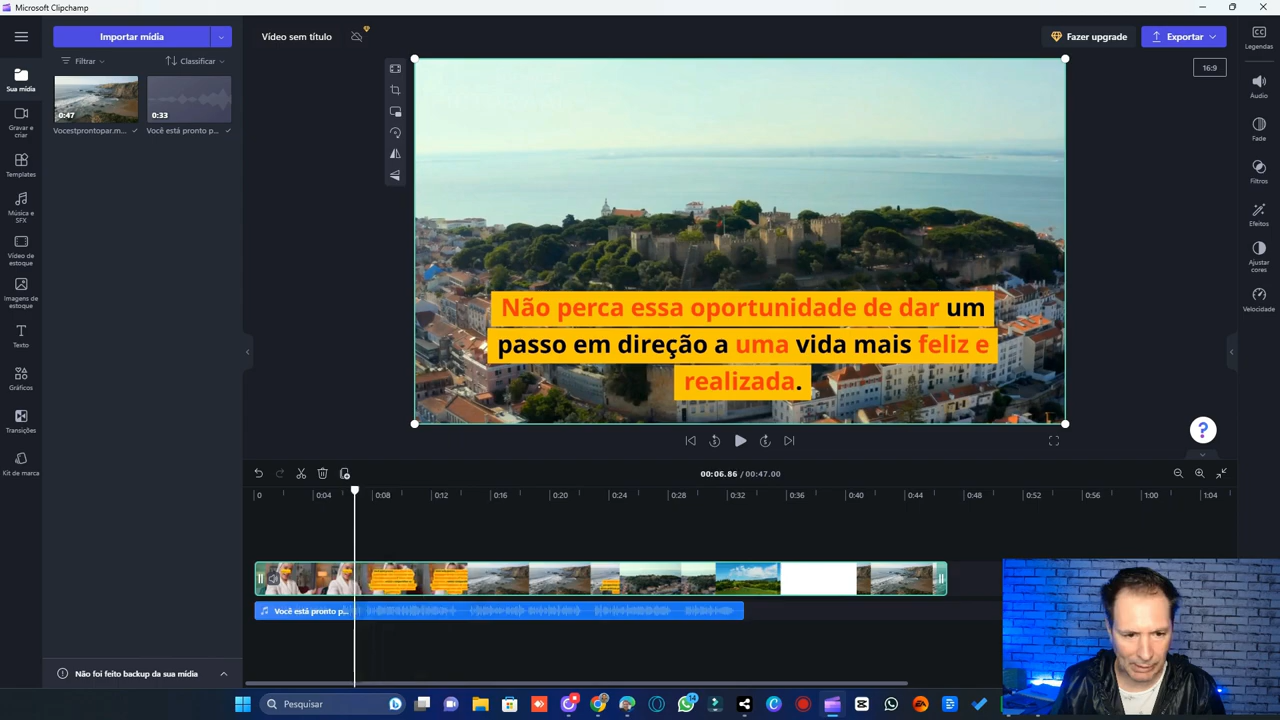 Microsoft Clipchamp
Importar mídia
Vídeo sem título
Fazer upgrade
Exportar
Legendas
Filtrar
Classificar
16:9
Sua mídia
0:47
0:33
Vocestprontopar.m...
Você está pronto p...
Áudio
Gravar e
criar
Fade
Templates
Filtros
Música e
SFX
Efeitos
Vídeo de
estoque
Ajustar
cores
Imagens de
estoque
Velocidade
Não perca essa oportunidade de dar um
passo em direção a uma vida mais feliz e
realizada.
Texto
Gráficos
Transições
?
Kit de marca
5
5
00:06.86 / 00:47.00
0
0:04
0:08
0:12
0:16
0:20
0:24
0:28
0:32
0:36
0:40
0:44
0:48
0:52
0:56
1:00
1:04
Você está pronto p...
Não foi feito backup da sua mídia
Pesquisar
14
EA